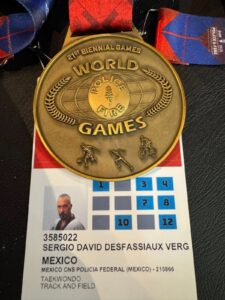 21ST BIENNIAL GAMES
WORLD
POLICE
FIRE
GAMES
1
3
4
7
8
10
12
3585022
SERGIO DAVID DESFASSIAUX VERG
MEXICO
MEXICO CNS POLICIA FEDERAL (MEXICO) - 215966
TAEKWONDO
TRACK AND FIELD